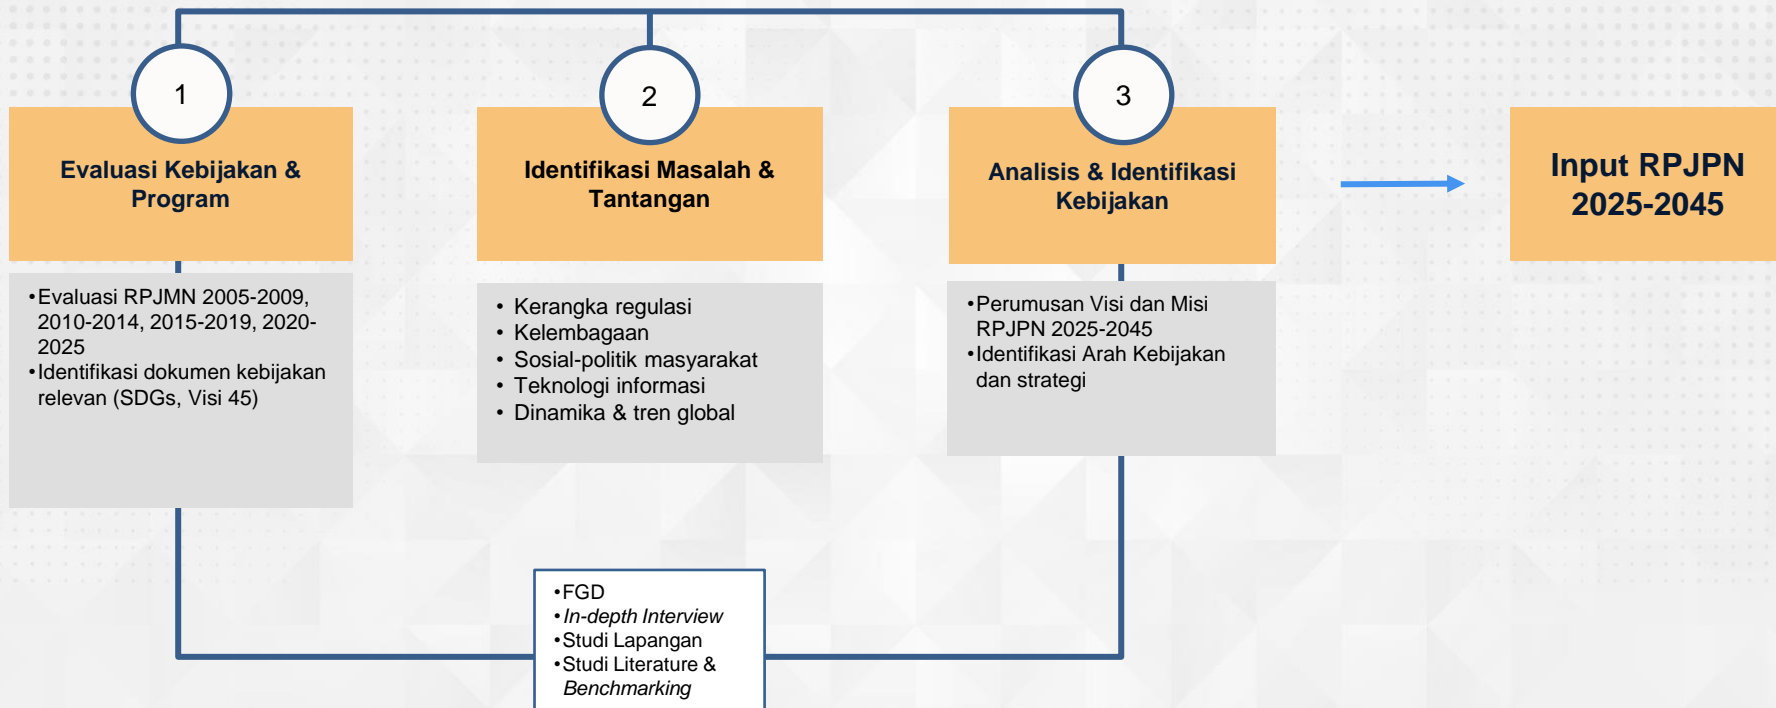 1
Evaluasi Kebijakan &
Program
•Evaluasi RPJMN 2005-2009,
2010-2014, 2015-2019, 2020-
2025
•Identifikasi dokumen kebijakan
relevan (SDGs, Visi 45)
2
Identifikasi Masalah &
Tantangan
• Kerangka regulasi
• Kelembagaan
• Sosial-politik masyarakat
• Teknologi informasi
• Dinamika & tren global
3
Analisis & Identifikasi
Kebijakan
•Perumusan Visi dan Misi
RPJPN 2025-2045
•Identifikasi Arah Kebijakan
dan strategi
Input RPJPN
2025-2045
•FGD
•In-depth Interview
•Studi Lapangan
•Studi Literature &
Benchmarking